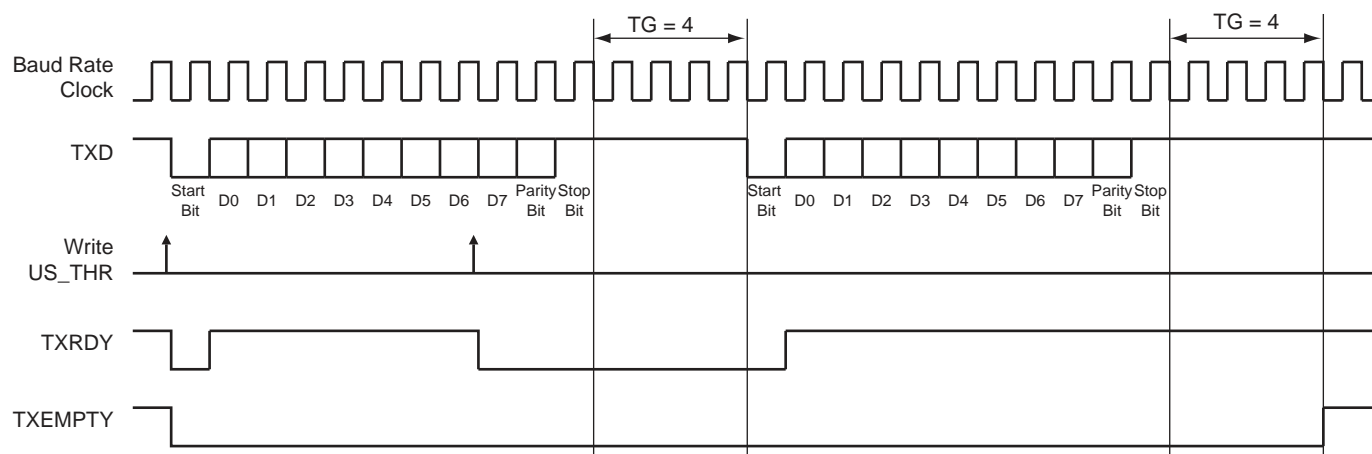 TG = 4
TG = 4
Baud Rate
Clock
TXD
Start
Bit
D0
D1
D2
D3
D4
D5
D6
D7
Parity
Bit
Stop
Bit
Start
Bit
D0
D1
D2
D3
D4
D5
D6
D7
Parity
Bit
Stop
Bit
Write
US_THR
TXRDY
TXEMPTY